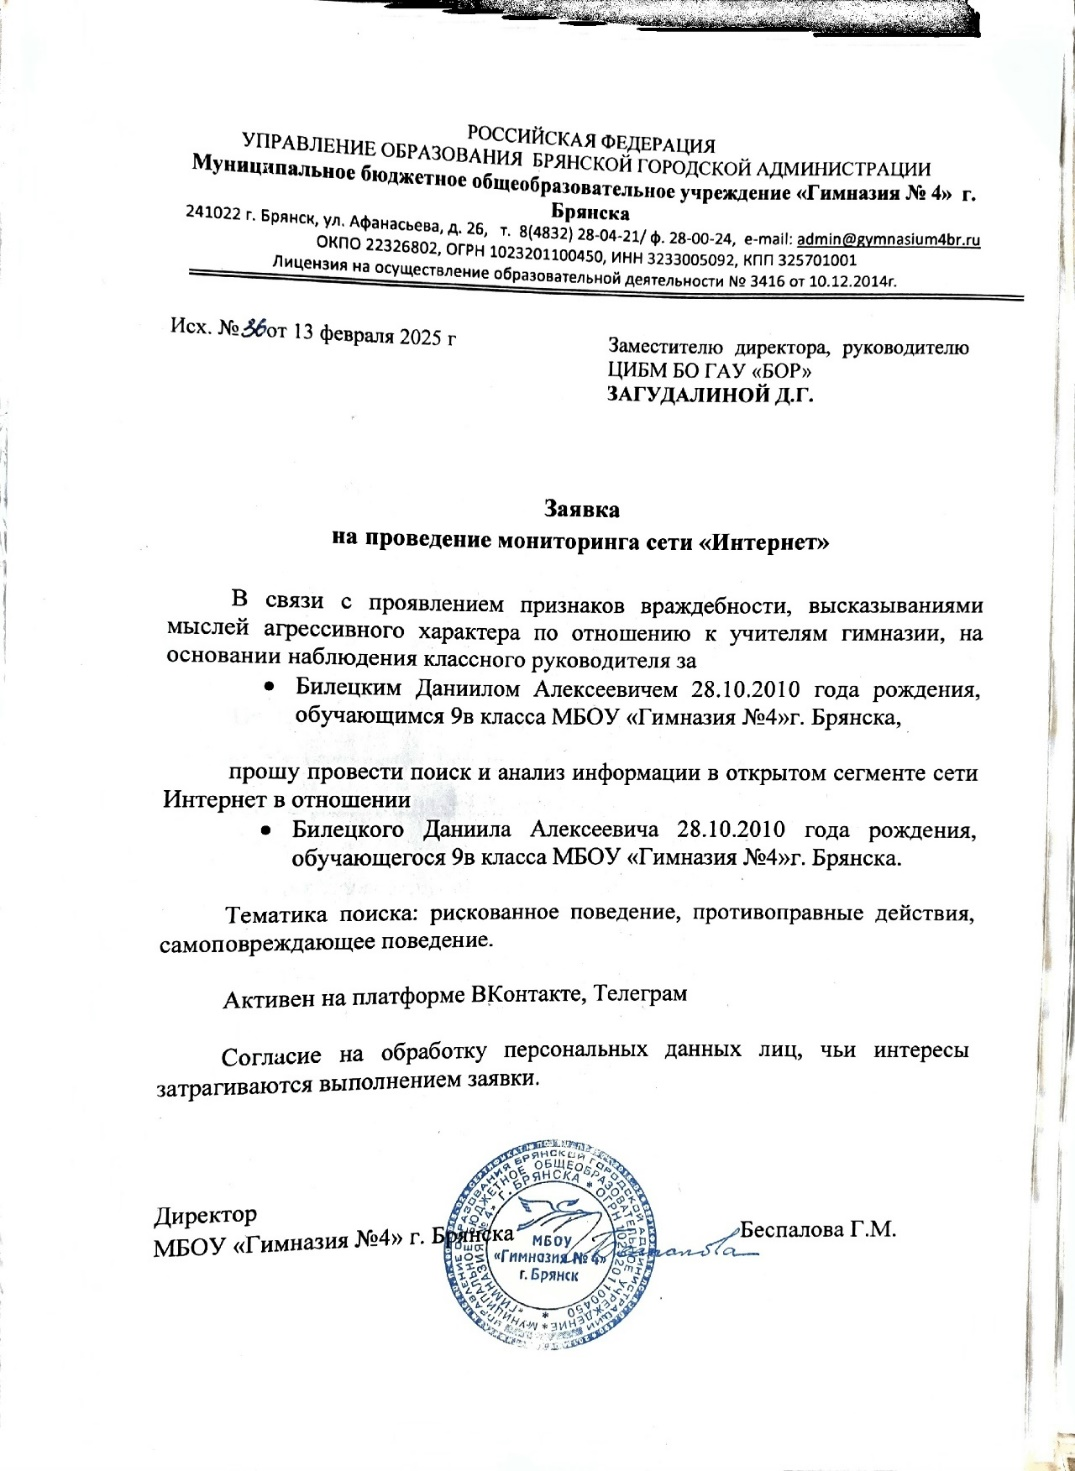 РОССИЙСКАЯ ФЕДЕРАЦИЯ
УПРАВЛЕНИЕ ОБРАЗОВАНИЯ БРЯНСКОЙ ГОРОДСКОЙ АДМИНИСТРАЦИИ
Муниципальное бюджетное общеобразовательное учреждение «Гимназия № 4» г.
Брянска
241022 г. Брянск, ул. Афанасьева, д. 26, т. 8(4832) 28-04-21/ ф. 28-00-24, e-mail: admin@gymnasium4br.ru
ОКПО 22326802, ОГРН 1023201100450, ИНН 3233005092, КПП 325701001
Лицензия на осуществление образовательной деятельности № 3416 от 10.12.2014г.
Исх. №36от 13 февраля 2025 г
Заместителю директора, руководителю
ЦИБМ БО ГАУ «БОР»
ЗАГУДАЛИНОЙ Д.Г.
Заявка
на проведение мониторинга сети «Интернет»
В связи с проявлением признаков враждебности, высказываниями
мыслей агрессивного характера по отношению к учителям гимназии, на
основании наблюдения классного руководителя за
• Билецким Даниилом Алексеевичем 28.10.2010 года рождения,
обучающимся 9в класса МБОУ «Гимназия №4»г. Брянска,
прошу провести поиск и анализ информации в открытом сегменте сети
Интернет в отношении
• Билецкого Даниила Алексеевича 28.10.2010 года рождения,
обучающегося 9в класса МБОУ «Гимназия №4»г. Брянска.
Тематика поиска: рискованное поведение, противоправные действия,
самоповреждающее поведение.
Активен на платформе ВКонтакте, Телеграм
Согласие на обработку персональных данных лиц, чьи интересы
затрагиваются выполнением заявки.
Директор
МБОУ «Гимназия №4» г. Брянска
Беспалова Г.М.
МБОУ
«Гимназия № 4»
г. Брянск